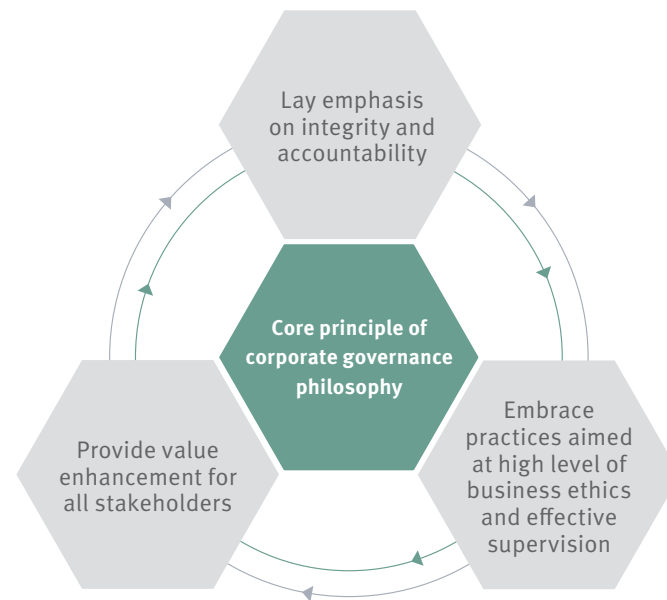 Lay emphasis
on integrity and
accountability
Core principle of
corporate governance
philosophy
Provide value
enhancement for
all stakeholders
Embrace
practices aimed
at high level of
business ethics
and effective
supervision